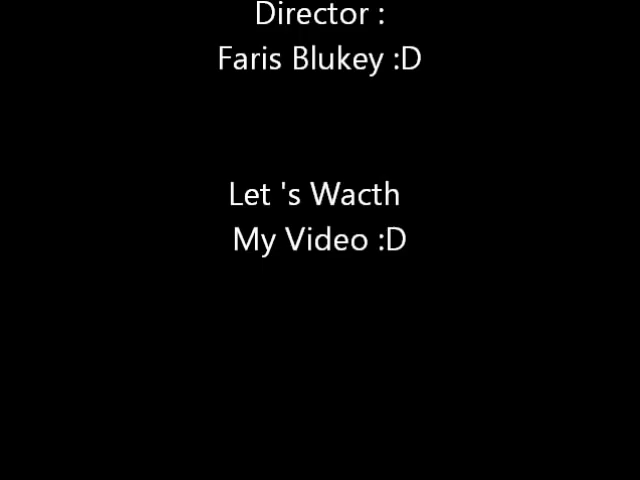 Director :
Faris Blukey :D
Let 's Wacth
My Video :D